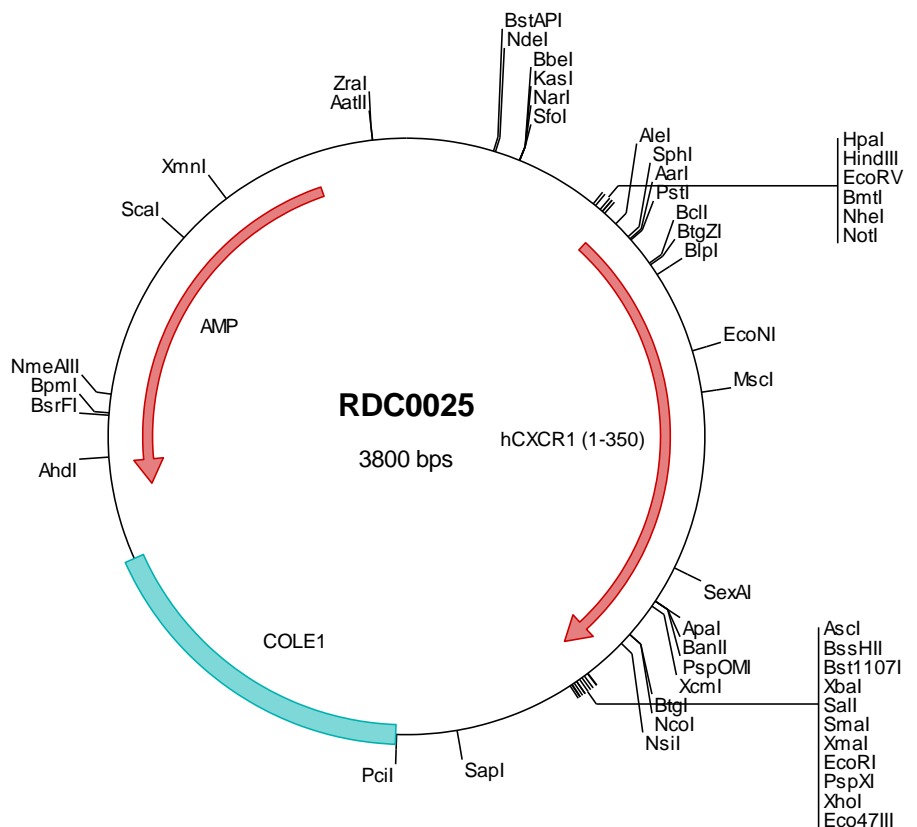 BstAPI
NdeI
BbeI
KasI
NarI
SfoI
ZraI
AatII
AleI
SphI
AarI
PstI
BclI
BtgZI
BlpI
HpaI
HindIII
EcoRV
BmtI
NheI
NotI
XmnI
ScaI
AMP
EcoNI
NmeAIII
BpmI
BsrFI
MscI
RDC0025
hCXCR1 (1-350)
3800 bps
AhdI
SexAI
COLE1
ApaI
BanII
PspOMI
XcmI
BtgI
NcoI
NsiI
AscI
BssHII
Bst1107I
XbaI
SalI
SmaI
XmaI
EcoRI
PspXI
XhoI
Eco47III
PciI
SapI